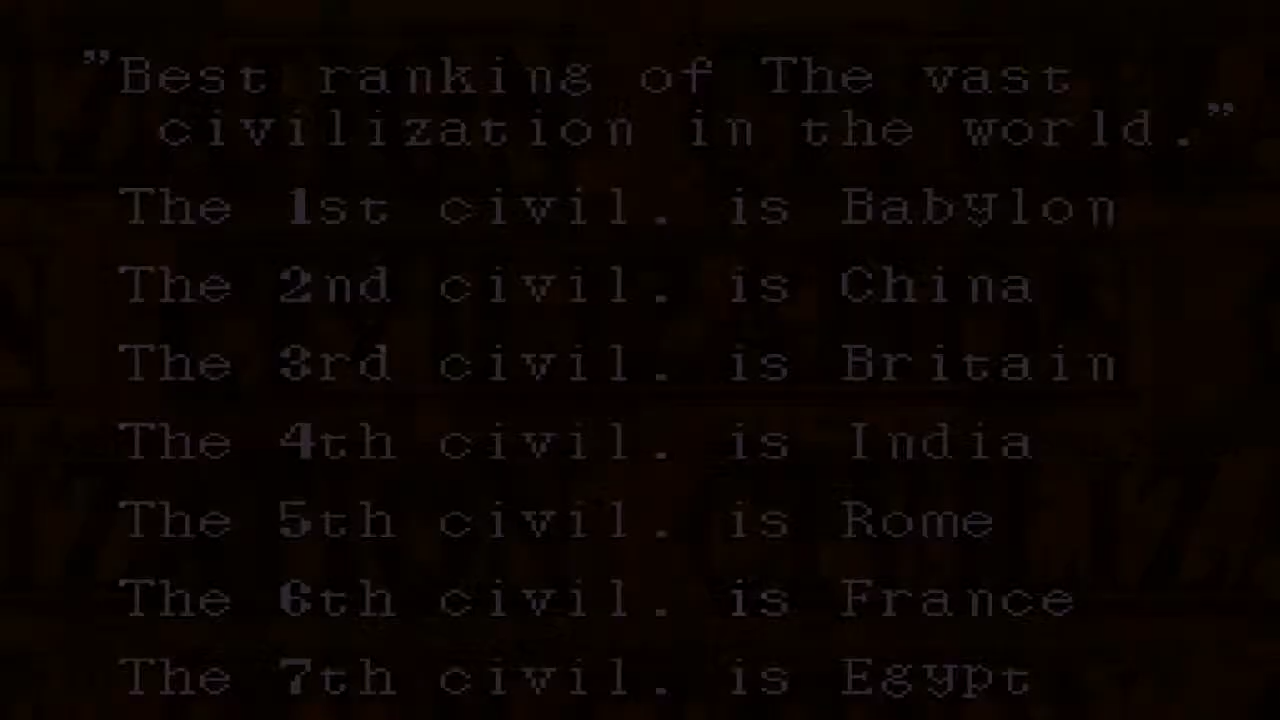 ”Best ranking of The vast
civilization in the world.”
The 1st civil. is Babylon
The 2nd civil. is China
The 3rd civil. is Britain
The 4th civil. is India
The 5th civil. is Rome
The 6th civil. is France
The 7th civil. is Egypt